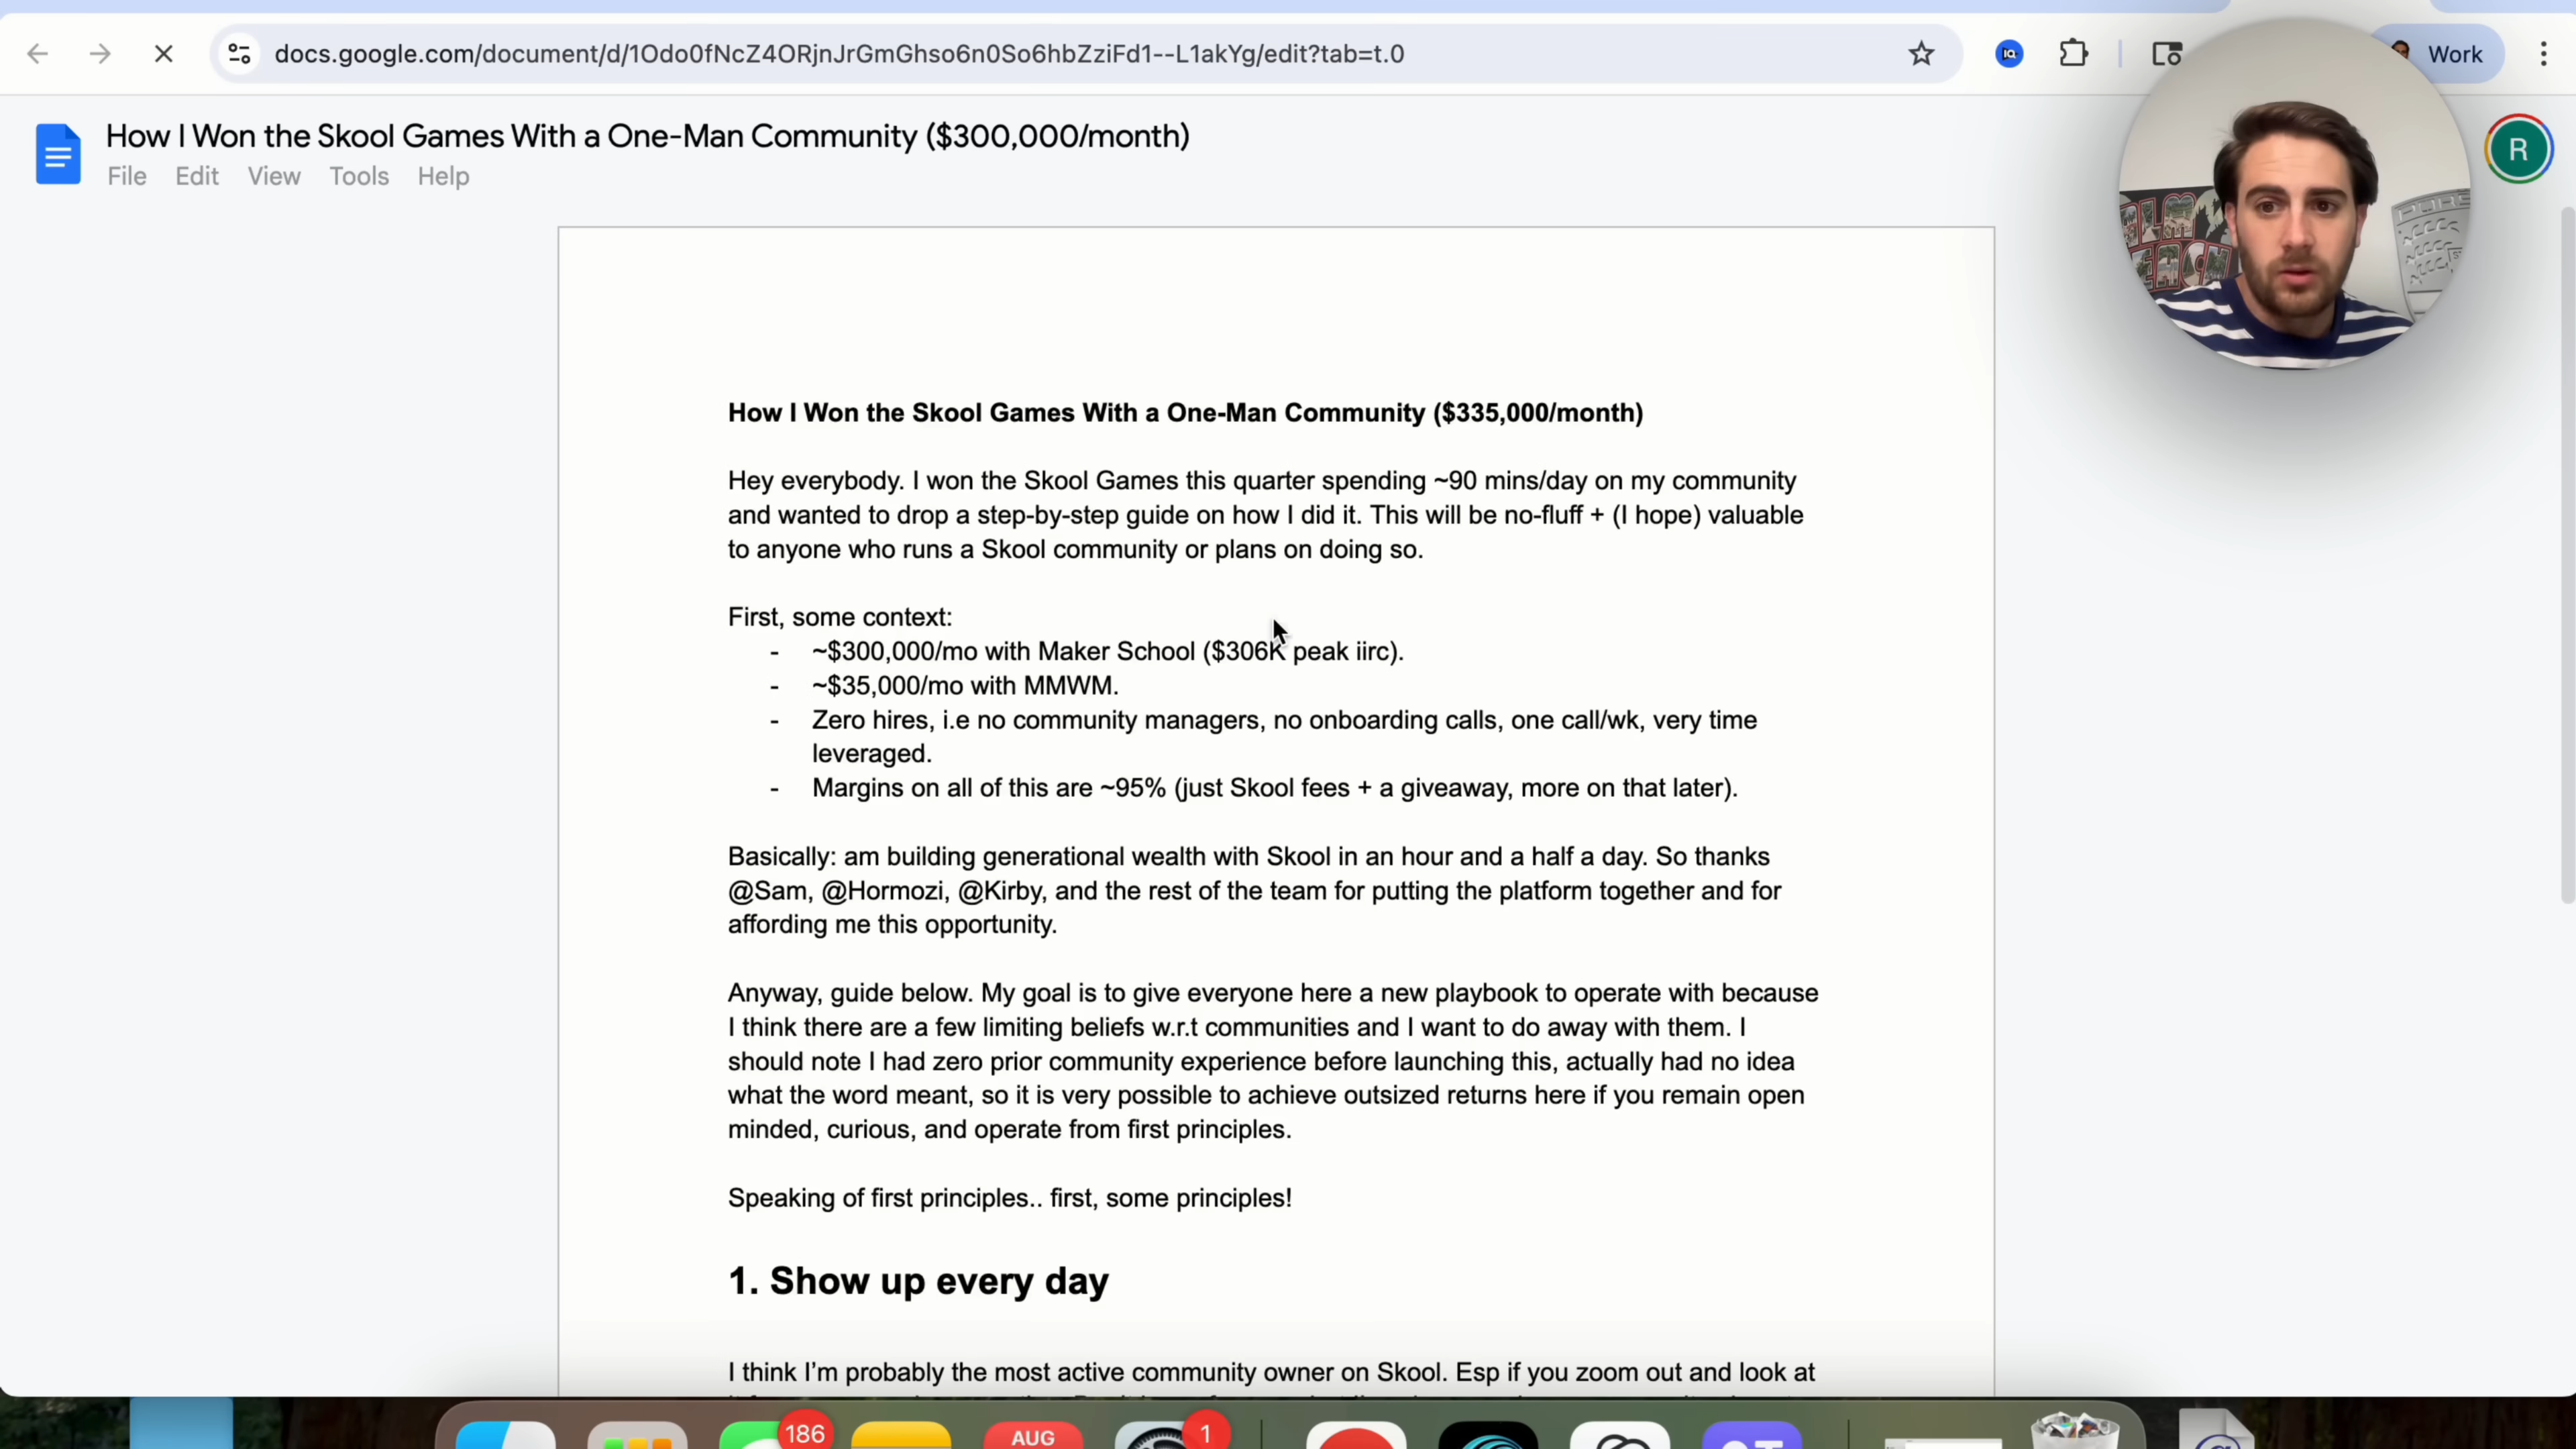 docs.google.com/document/d/1Odo0fNcZ4ORjnJrGmGhso6n0So6hbZziFd1--L1akYg/edit?tab=t.0
Work
How I Won the Skool Games With a One-Man Community ($300,000/month)
R
File Edit View Tools Help
How I Won the Skool Games With a One-Man Community ($335,000/month)
Hey everybody. I won the Skool Games this quarter spending ~90 mins/day on my community
and wanted to drop a step-by-step guide on how I did it. This will be no-fluff + (I hope) valuable
to anyone who runs a Skool community or plans on doing so.
First, some context:
- ~$300,000/mo with Maker School ($306K peak iirc).
- ~$35,000/mo with MMWM.
- Zero hires, i.e no community managers, no onboarding calls, one call/wk, very time
leveraged.
- Margins on all of this are ~95% (just Skool fees + a giveaway, more on that later).
Basically: am building generational wealth with Skool in an hour and a half a day. So thanks
@Sam, @Hormozi, @Kirby, and the rest of the team for putting the platform together and for
affording me this opportunity.
Anyway, guide below. My goal is to give everyone here a new playbook to operate with because
I think there are a few limiting beliefs w.r.t communities and I want to do away with them. I
should note I had zero prior community experience before launching this, actually had no idea
what the word meant, so it is very possible to achieve outsized returns here if you remain open
minded, curious, and operate from first principles.
Speaking of first principles.. first, some principles!
1. Show up every day
I think I'm probably the most active community owner on Skool. Esp if you zoom out and look at
186
AUG
1